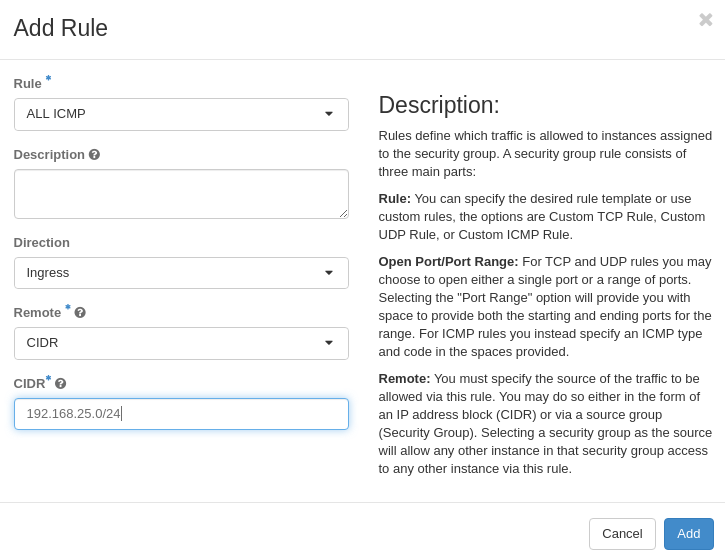 Add Rule
Rule *
ALL ICMP
Description
Direction
Ingress
Remote *
CIDR
CIDR*
192.168.25.0/24
Description:
Rules define which traffic is allowed to instances assigned
to the security group. A security group rule consists of
three main parts:
Rule: You can specify the desired rule template or use
custom rules, the options are Custom TCP Rule, Custom
UDP Rule, or Custom ICMP Rule.
Open Port/Port Range: For TCP and UDP rules you may
choose to open either a single port or a range of ports.
Selecting the "Port Range" option will provide you with
space to provide both the starting and ending ports for the
range. For ICMP rules you instead specify an ICMP type
and code in the spaces provided.
Remote: You must specify the source of the traffic to be
allowed via this rule. You may do so either in the form of
an IP address block (CIDR) or via a source group
(Security Group). Selecting a security group as the source
will allow any other instance in that security group access
to any other instance via this rule.
Cancel
Add